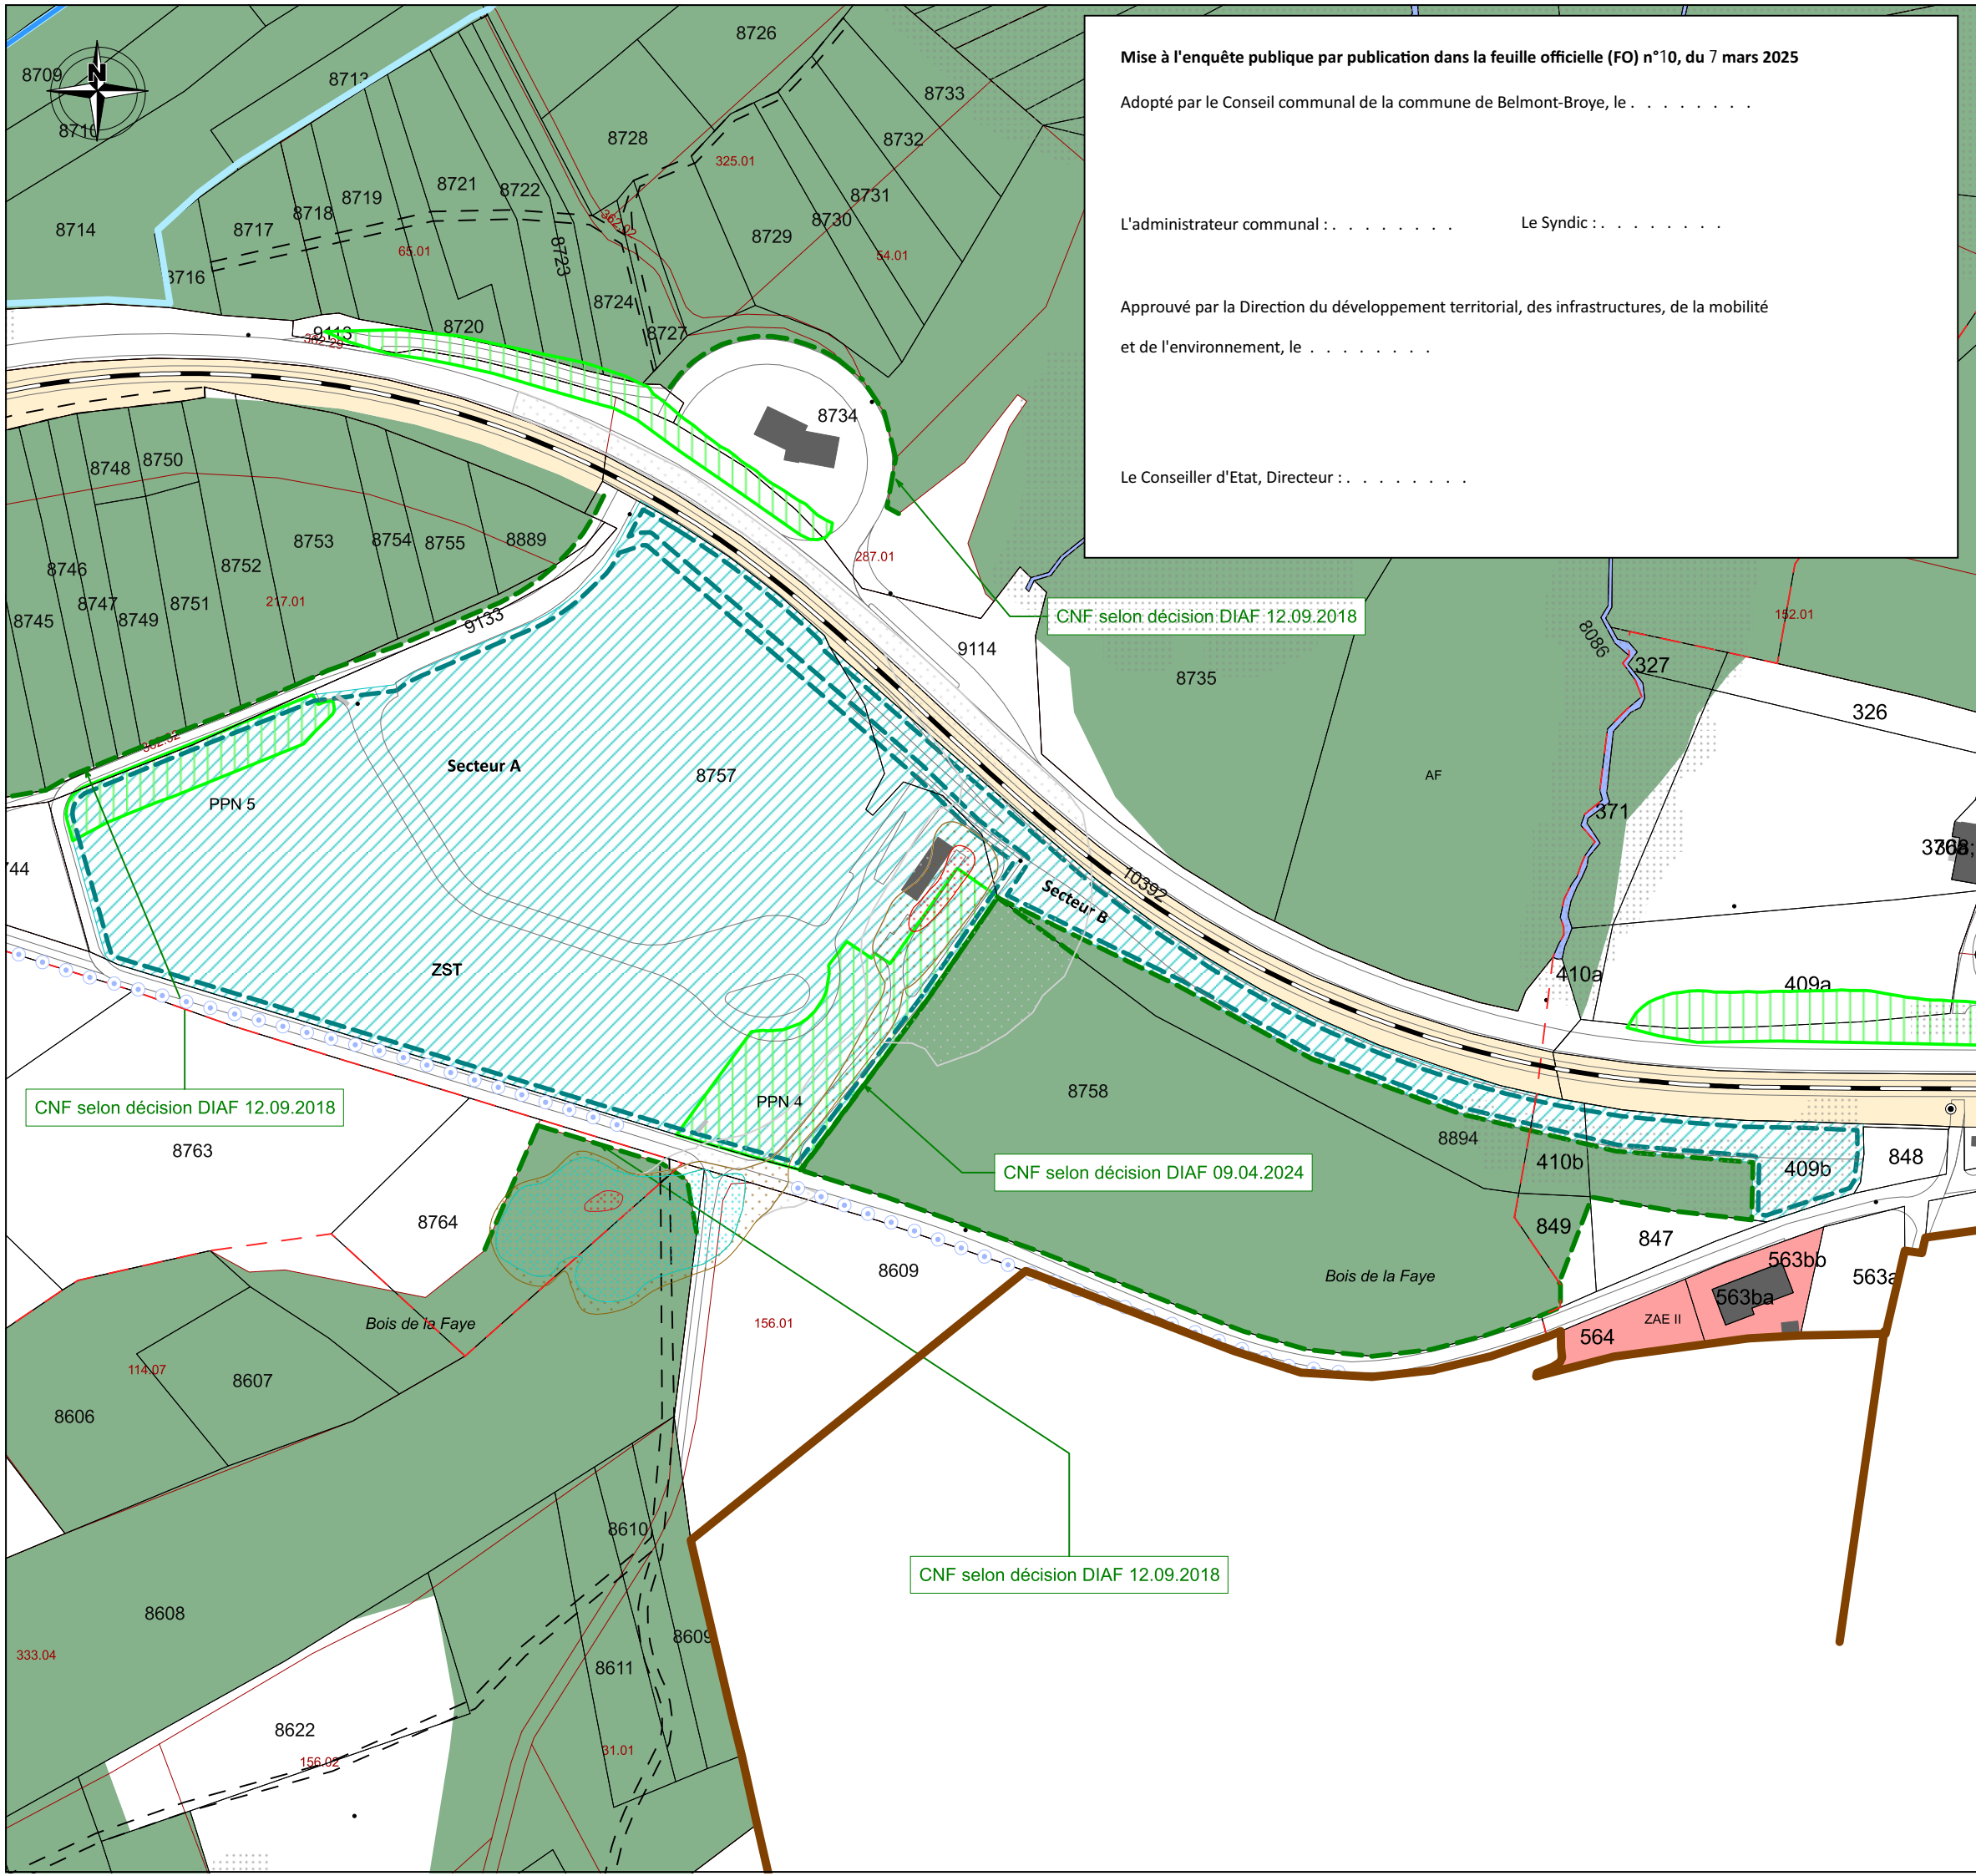 Mise à l'enquête publique par publication dans la feuille officielle (FO) n°10, du 7 mars 2025
Adopté par le Conseil communal de la commune de Belmont-Broye, le . . . . . . . .
L'administrateur communal : . . . . . . . .
Le Syndic : . . . . . . . .
Approuvé par la Direction du développement territorial, des infrastructures, de la mobilité
et de l'environnement, le . . . . . . . .
Le Conseiller d'Etat, Directeur : . . . . . . . .
N
8709
8710
8713
8726
8733
8728
8732
325.01
8714
8717
8718
8719
8721
8722
8731
8730
362.02
8729
54.01
65.01
8723
8716
8724
8727
9113
8720
362.29
8734
8748
8750
8753
8754
8755
8889
287.01
8746
8752
8747
8751
217.01
8745
8749
9133
CNF selon décision DIAF 12.09.2018
9114
8735
8086
327
152.01
326
Secteur A
8757
PPN 5
AF
371
Secteur B
10392
ZST
410a
409a
CNF selon décision DIAF 12.09.2018
PPN 4
8758
8763
8894
CNF selon décision DIAF 09.04.2024
410b
409b
848
8764
849
847
8609
Bois de la Faye
563bb
563a
563ba
Bois de la Faye
156.01
564
ZAE II
114.07
8607
8606
8610
CNF selon décision DIAF 12.09.2018
8608
8609
333.04
8611
8622
156.02
31.01